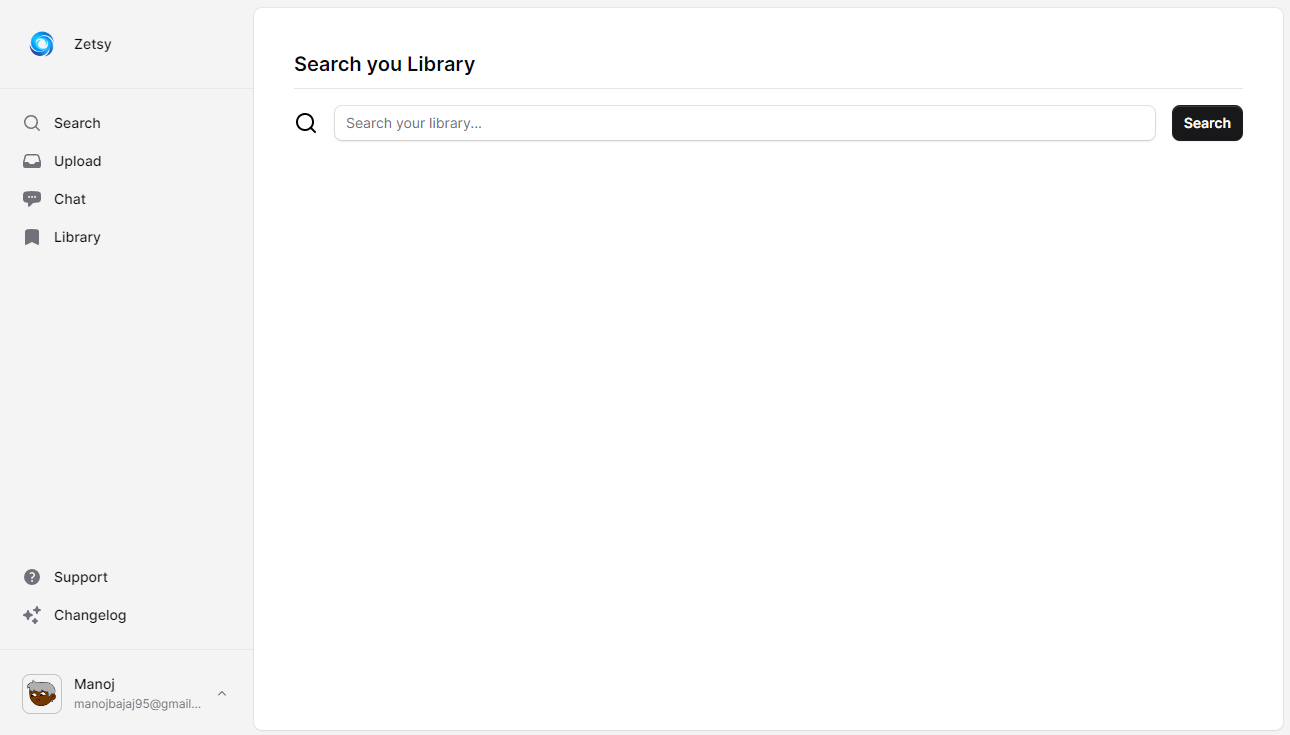 Zetsy
Search
Upload
Chat
Library
Support
Changelog
Manoj
manojbajaj95@gmail...
Search you Library
Search your library...
Search